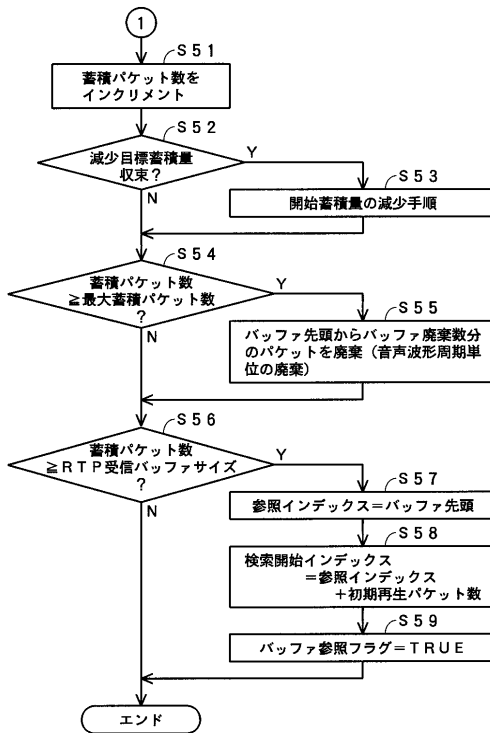 1
S51
蓄積パケット数を
インクリメント
S52
減少目標蓄積量
収束？
Y
N
S53
開始蓄積量の減少手順
S54
蓄積パケット数
≧最大蓄積パケット数
？
Y
N
S55
バッファ先頭からバッファ廃棄数分
のパケットを廃棄（音声波形周期単
位の廃棄）
S56
蓄積パケット数
≧ＲＴＰ受信バッファサイズ
？
Y
N
S57
参照インデックス＝バッファ先頭
S58
検索開始インデックス
＝参照インデックス
＋初期再生パケット数
S59
バッファ参照フラグ＝ＴＲＵＥ
エンド